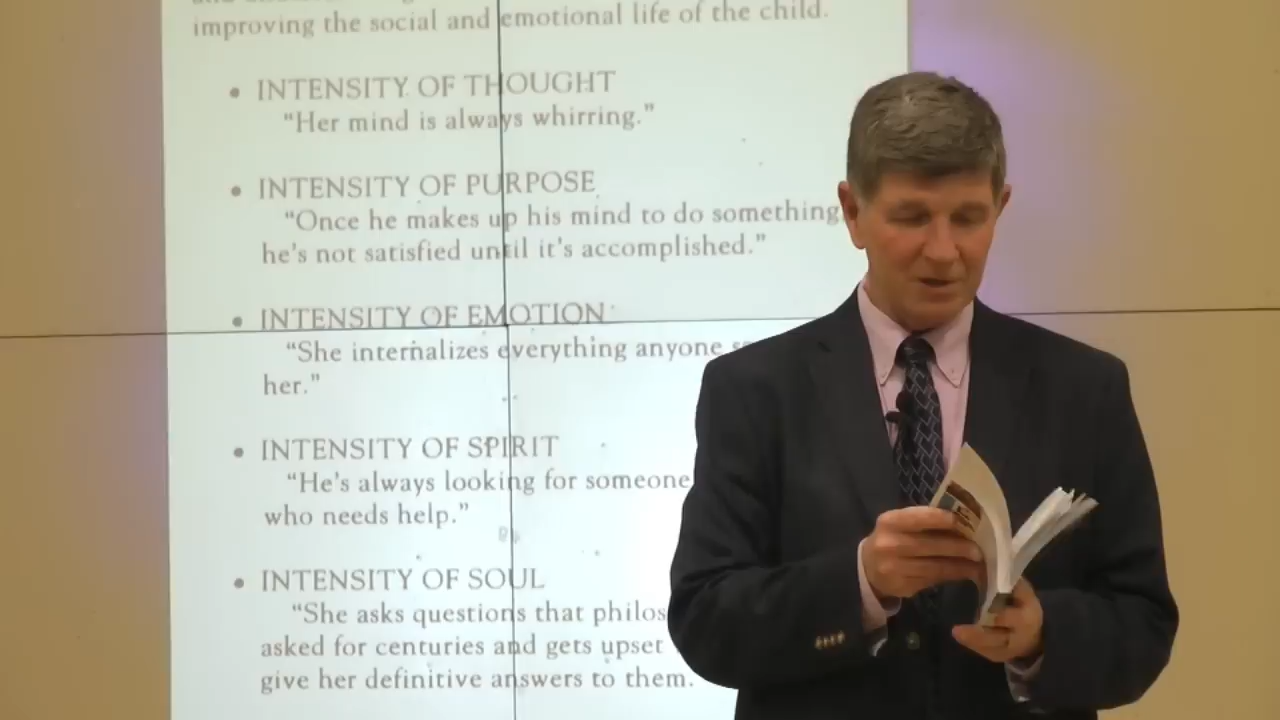 improving the social and emotional life of the child.
• INTENSITY OF THOUGHT
“Her mind is always whirring.”
• INTENSITY OF PURPOSE
“Once he makes up his mind to do something,
he's not satisfied until it's accomplished.”
• INTENSITY OF EMOTION
“She internalizes everything anyone
her.”
• INTENSITY OF SPIRIT
“He's always looking for someone
who needs help.”
• INTENSITY OF SOUL
“She asks questions that
asked for centuries and gets upset
give her definitive answers to them.